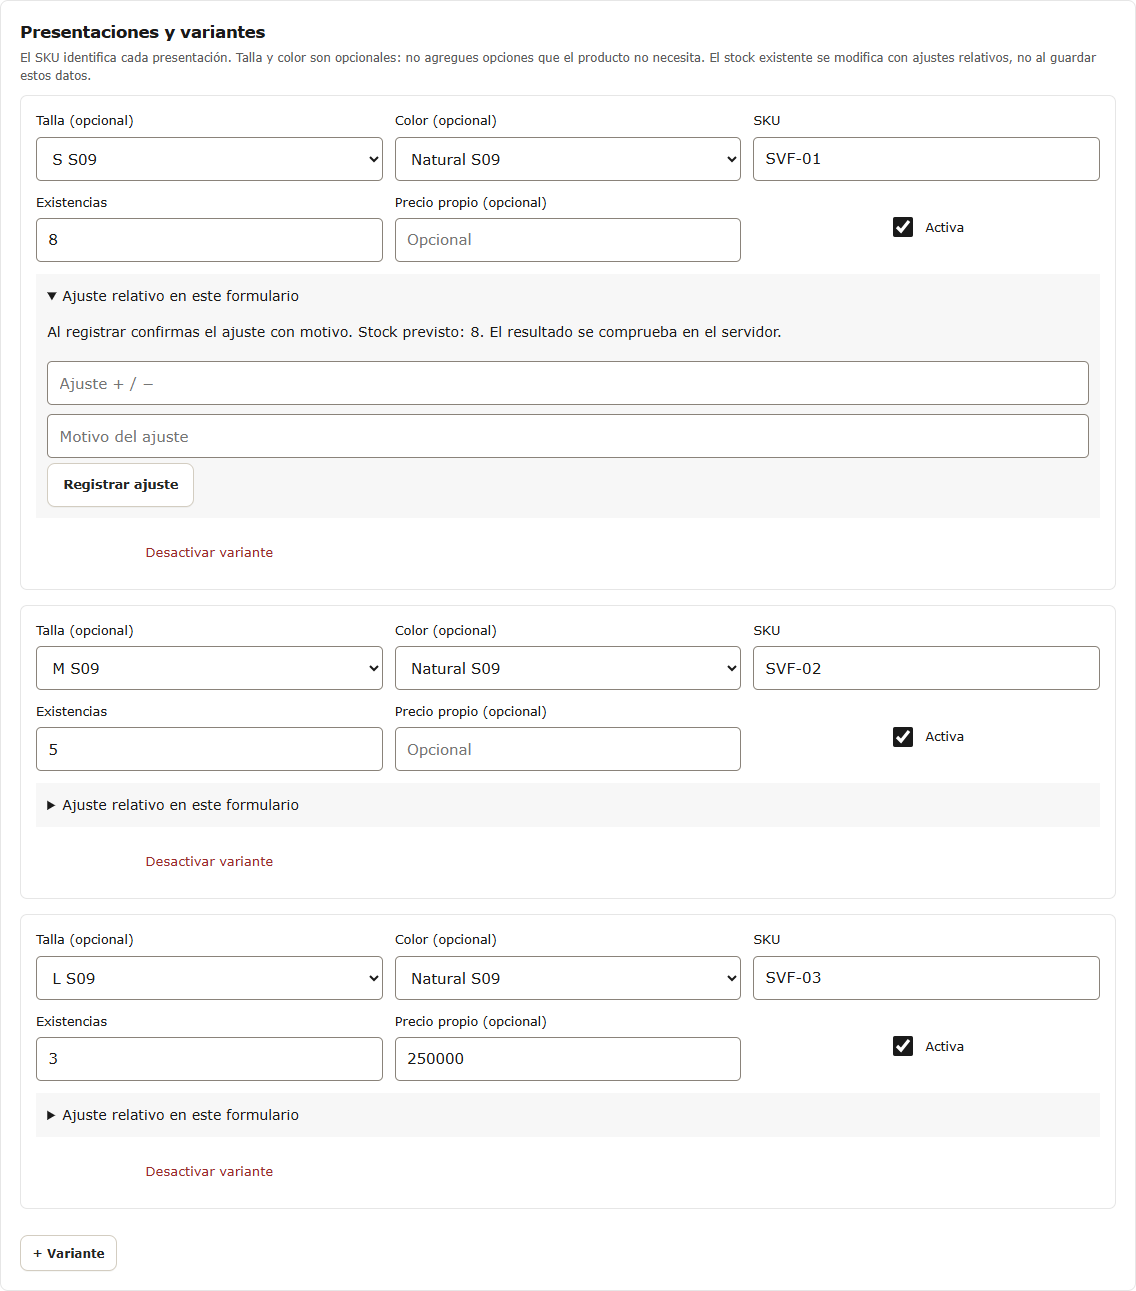 Presentaciones y variantes
El SKU identifica cada presentación. Talla y color son opcionales: no agregues opciones que el producto no necesita. El stock existente se modifica con ajustes relativos, no al guardar
estos datos.
Talla (opcional)
Color (opcional)
SKU
S S09
Natural S09
SVF-01
Existencias
Precio propio (opcional)
8
Opcional
Activa
Ajuste relativo en este formulario
Al registrar confirmas el ajuste con motivo. Stock previsto: 8. El resultado se comprueba en el servidor.
Ajuste + / −
Motivo del ajuste
Registrar ajuste
Desactivar variante
Talla (opcional)
Color (opcional)
SKU
M S09
Natural S09
SVF-02
Existencias
Precio propio (opcional)
5
Opcional
Activa
Ajuste relativo en este formulario
Desactivar variante
Talla (opcional)
Color (opcional)
SKU
L S09
Natural S09
SVF-03
Existencias
Precio propio (opcional)
3
250000
Activa
Ajuste relativo en este formulario
Desactivar variante
+ Variante